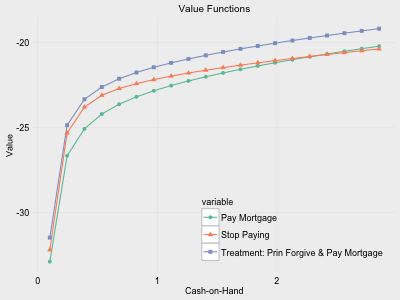 Value Functions
-20
-25
-30
Value
variable
Pay Mortgage
Stop Paying
Treatment: Prin Forgive & Pay Mortgage
0
1
2
Cash-on-Hand